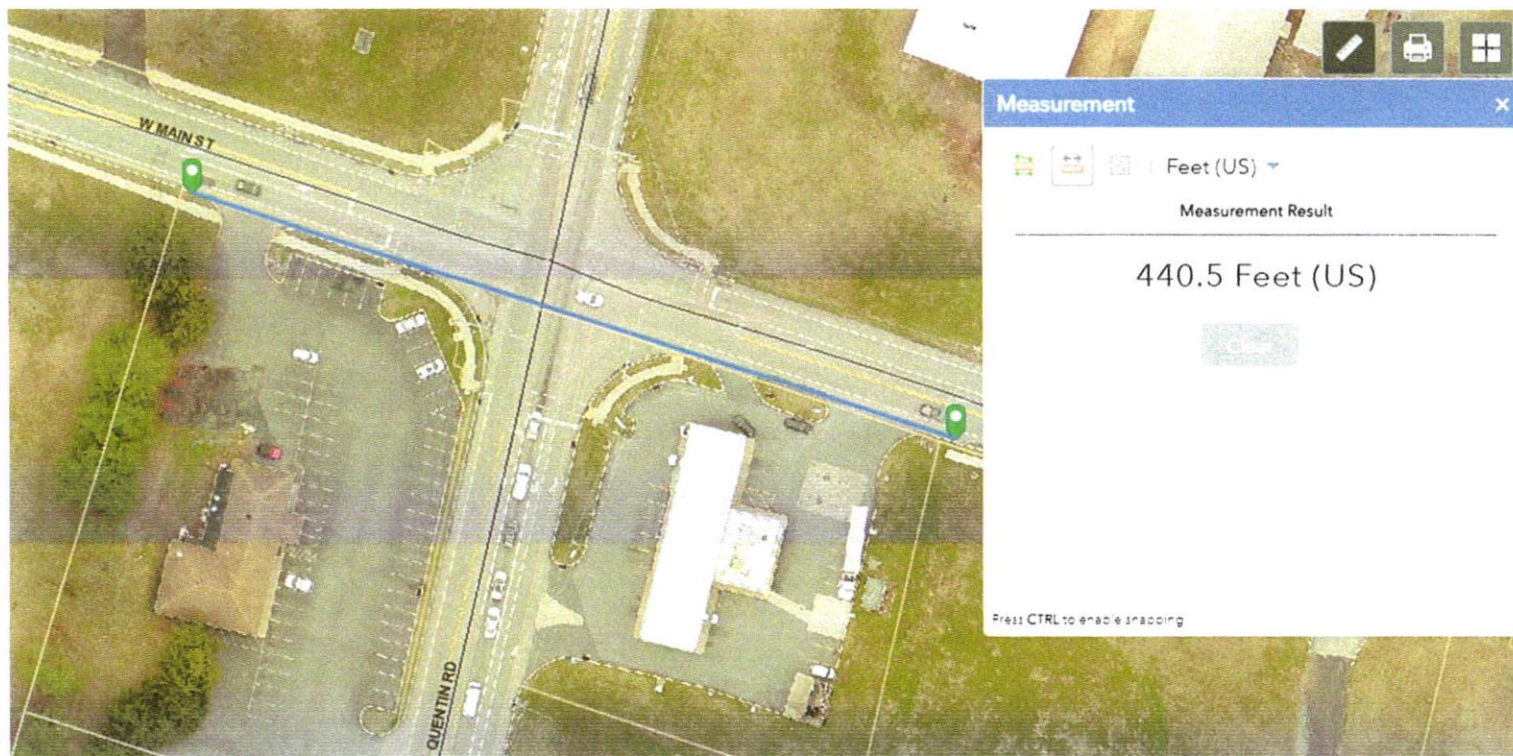 W MAIN ST
QUENTIN RD
Measurement
Feet (US)
Measurement Result
440.5 Feet (US)
Press CTRL to enable snapping